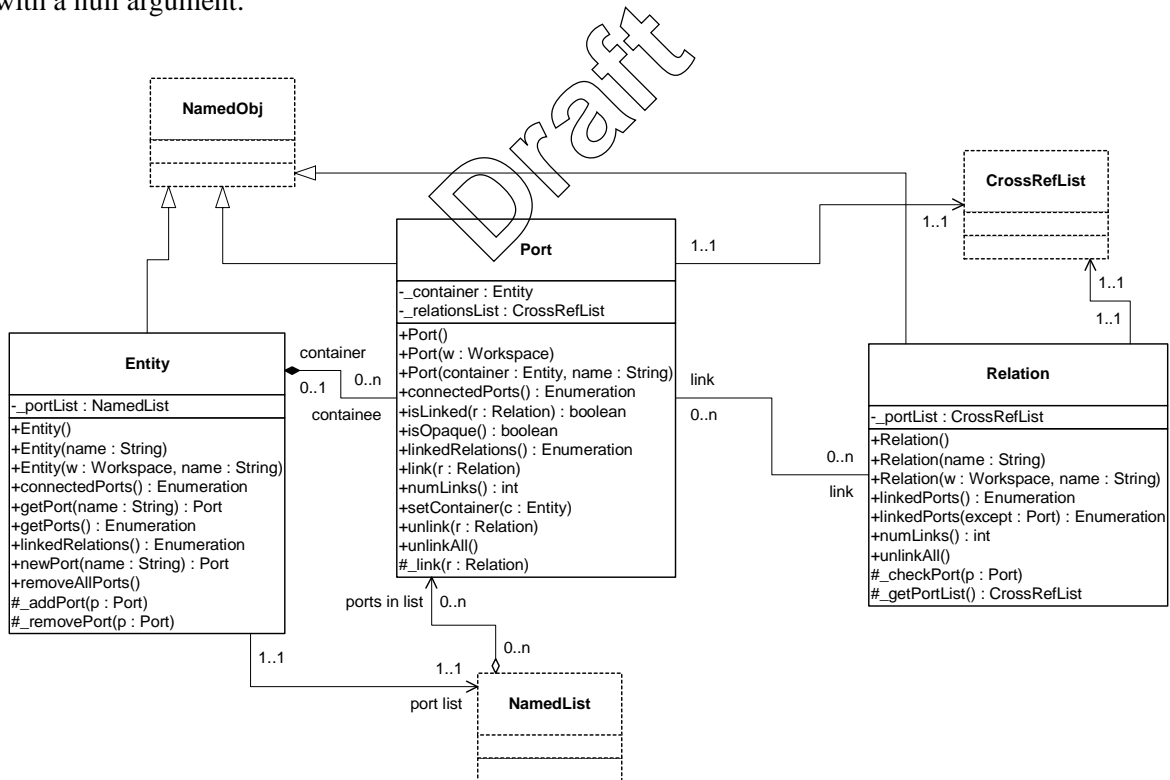 with a null argument.
Draft
NamedObj
CrossRefList
1..1
1..1
1..1
1..1
Port
-_container : Entity
-_relationsList : CrossRefList
+Port()
+Port(w : Workspace)
+Port(container : Entity, name : String)
+connectedPorts() : Enumeration
+isLinked(r : Relation) : boolean
+isOpaque() : boolean
+linkedRelations() : Enumeration
+link(r : Relation)
+numLinks() : int
+setContainer(c : Entity)
+unlink(r : Relation)
+unlinkAll()
#_link(r : Relation)
Entity
-_portList : NamedList
+Entity()
+Entity(name : String)
+Entity(w : Workspace, name : String)
+connectedPorts() : Enumeration
+getPort(name : String) : Port
+getPorts() : Enumeration
+linkedRelations() : Enumeration
+newPort(name : String) : Port
+removeAllPorts()
#_addPort(p : Port)
#_removePort(p : Port)
container
0..1
0..n
containee
link
0..n
0..n
link
Relation
-_portList : CrossRefList
+Relation()
+Relation(name : String)
+Relation(w : Workspace, name : String)
+linkedPorts() : Enumeration
+linkedPorts(except : Port) : Enumeration
+numLinks() : int
+unlinkAll()
#_checkPort(p : Port)
#_getPortList() : CrossRefList
ports in list
0..n
0..n
1..1
1..1
port list
NamedList